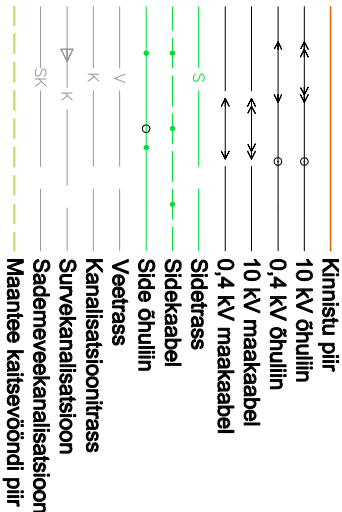 Kinnistu piir
10 kV õhuliin
0,4 kV õhuliin
10 kV maakaabel
0,4 kV maakaabel
S
Sidetrass
Sidekaabel
Side õhuliin
V
Veetrass
K
Kanalisatsioonitrass
K
Survekanalisatsioon
SK
Sademeveekanalisatsioon
Maantee kaitsevööndi piir